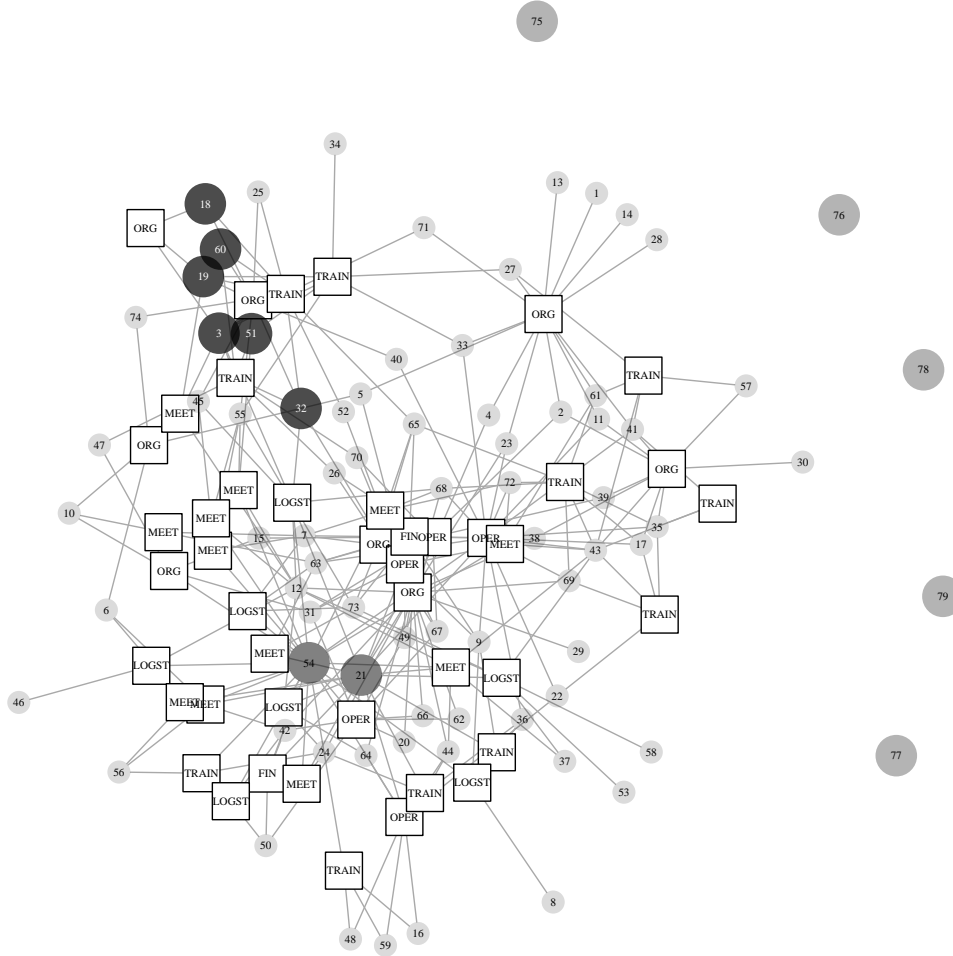 75
34
13
25
1
18
14
76
71
ORG
28
60
27
19
TRAIN
TRAIN
ORG
ORG
74
3
51
33
40
78
TRAIN
TRAIN
57
5
61
45
32
52
55
4
2
MEET
11
65
41
47
ORG
23
70
30
26
ORG
72
TRAIN
68
MEET
39
LOGST
TRAIN
10
MEET
MEET
35
MEET
7
15
FIN
OPER
OPER
38
ORG
MEET
17
MEET
43
63
OPER
ORG
69
12
ORG
79
6
LOGST
31
73
TRAIN
67
49
9
29
MEET
54
LOGST
MEET
21
LOGST
22
46
MEET
MEET
LOGST
66
62
36
OPER
42
20
44
58
24
64
TRAIN
77
37
56
TRAIN
FIN
MEET
LOGST
53
TRAIN
LOGST
OPER
50
TRAIN
8
16
48
59